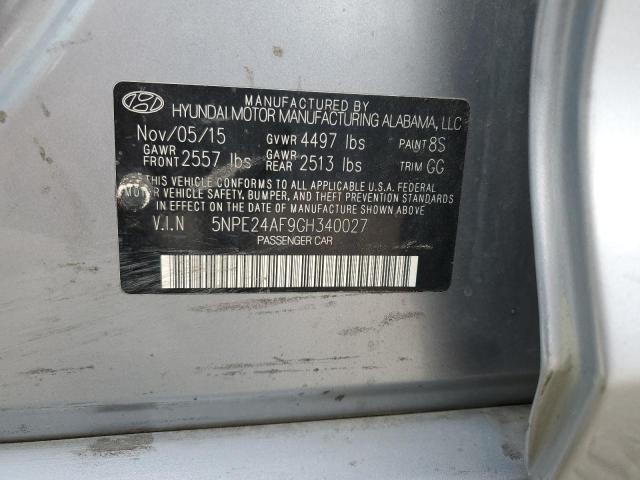 MANUFACTURED BY
HYUNDAI MOTOR MANUFACTURING ALABAMA, LLC
Nov/05/15 GVWR 4497 lbs PAINT 8S
GAWR FRONT 2557 lbs GAWR REAR 2513 lbs TRIM GG
THIS VEHICLE CONFORMS TO ALL APPLICABLE U.S.A. FEDERAL
MOTOR VEHICLE SAFETY, BUMPER, AND THEFT PREVENTION
STANDARDS IN EFFECT ON THE DATE OF MANUFACTURE SHOWN ABOVE.
V.I.N 5NPE24AF9GH340027
PASSENGER CAR